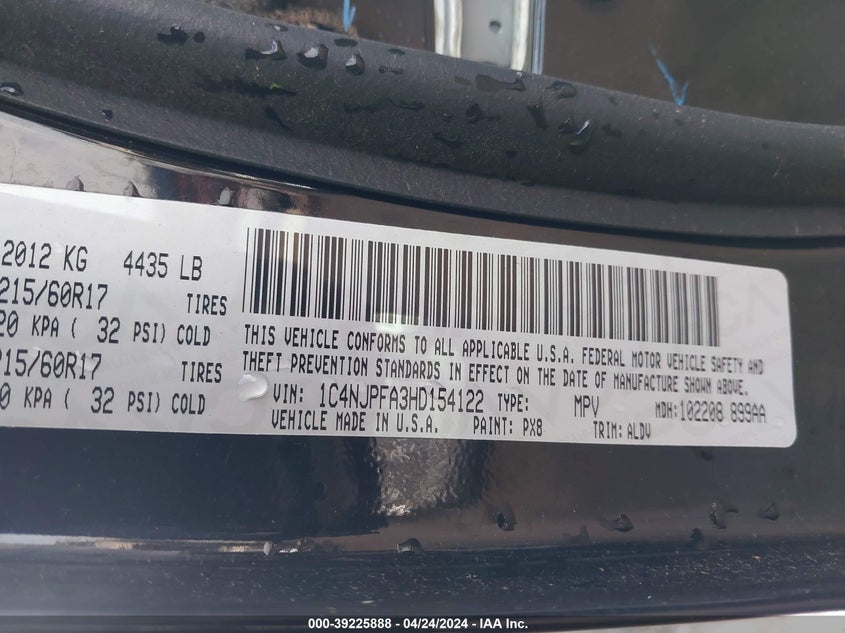 2012 KG 4435 LB
215/60R17 TIRES
20 KPA ( 32 PSI) COLD
215/60R17 TIRES
0 KPA ( 32 PSI) COLD
THIS VEHICLE CONFORMS TO ALL APPLICABLE U.S.A. FEDERAL MOTOR VEHICLE SAFETY AND
THEFT PREVENTION STANDARDS IN EFFECT ON THE DATE OF MANUFACTURE SHOWN ABOVE.
VIN: 1C4NJPFA3HD154122 TYPE: MPV MDH:102208 899AA
VEHICLE MADE IN U.S.A. PAINT: PX8 TRIM: ALDV
000-39225888 - 04/24/2024 - IAA Inc.